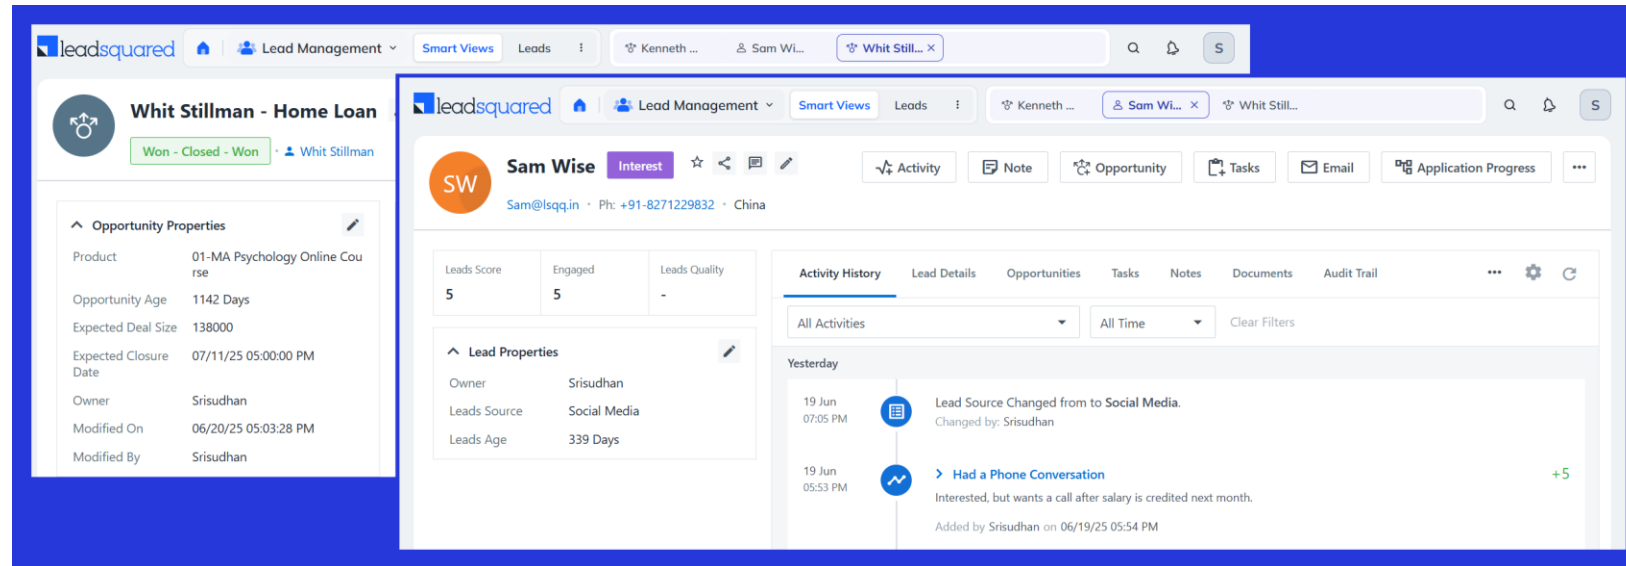 leadsquared
Lead Management
Smart Views
Leads
Kenneth ...
Sam Wi...
Whit Still... ×
S
Whit Stillman - Home Loan
Won - Closed - Won
Whit Stillman
Opportunity Properties
Product 01-MA Psychology Online Cou
rse
Opportunity Age 1142 Days
Expected Deal Size 138000
Expected Closure 07/11/25 05:00:00 PM
Date
Owner Srisudhan
Modified On 06/20/25 05:03:28 PM
Modified By Srisudhan
leadsquared
Lead Management
Smart Views
Leads
Kenneth ...
Sam Wi... ×
Whit Still...
S
SW
Sam Wise
Interest
Activity
Note
Opportunity
Tasks
Email
Application Progress
Sam@lsqq.in • Ph: +91-8271229832 • China
Leads Score Engaged Leads Quality
5 5 -
Lead Properties
Owner Srisudhan
Leads Source Social Media
Leads Age 339 Days
Activity History Lead Details Opportunities Tasks Notes Documents Audit Trail
All Activities All Time Clear Filters
Yesterday
19 Jun
07:05 PM
Lead Source Changed from to Social Media.
Changed by: Srisudhan
19 Jun
05:53 PM
Had a Phone Conversation
+5
Interested, but wants a call after salary is credited next month.
Added by Srisudhan on 06/19/25 05:54 PM